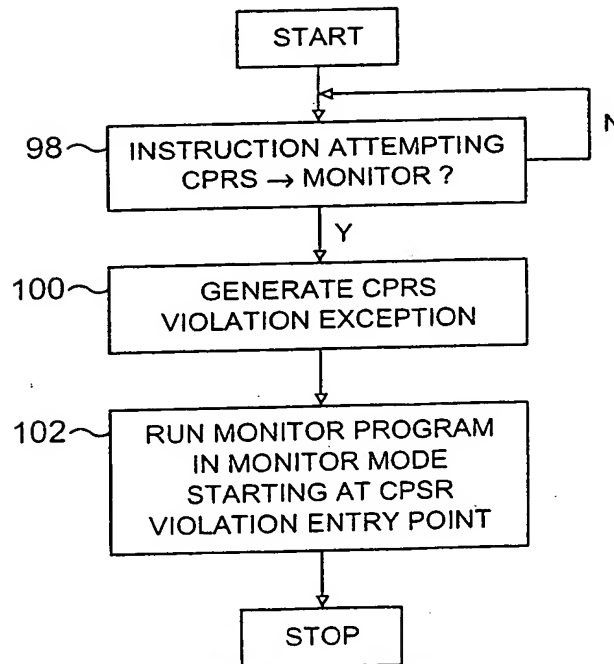 START
N
98
INSTRUCTION ATTEMPTING
CPRS → MONITOR ?
Y
100
GENERATE CPRS
VIOLATION EXCEPTION
102
RUN MONITOR PROGRAM
IN MONITOR MODE
STARTING AT CPSR
VIOLATION ENTRY POINT
STOP